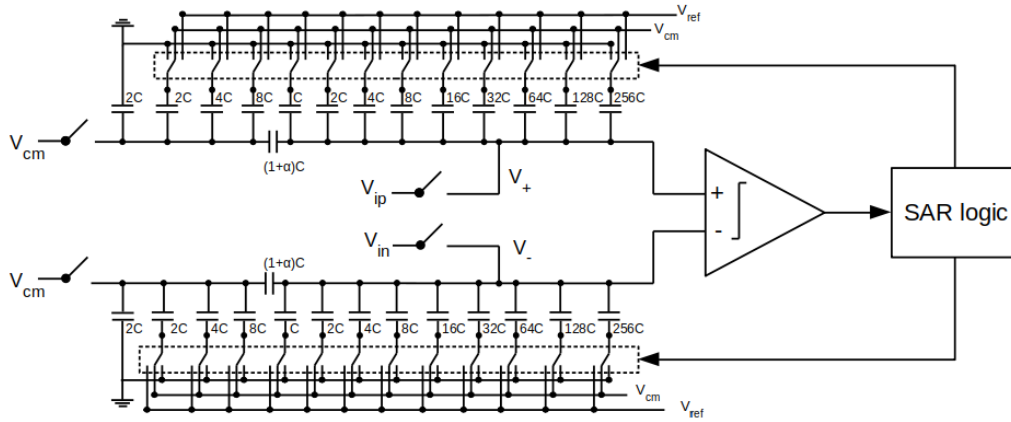 Vref
Vcm
2C 2C 4C 8C C 2C 4C 8C 16C 32C 64C 128C 256C
Vcm
(1+α)C
Vip
V+
+
SAR logic
-
Vin
V-
(1+α)C
Vcm
2C 2C 4C 8C C 2C 4C 8C 16C 32C 64C 128C 256C
Vcm
Vref